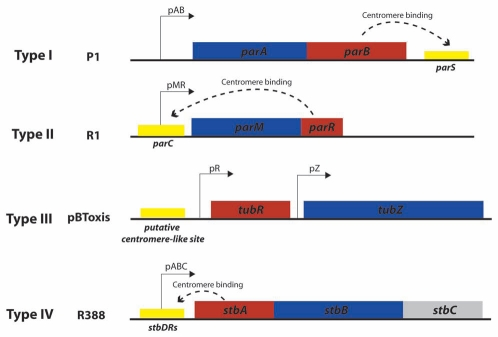 pAB
Centromere binding
Type I P1 parA parB
parS
pMR
Centromere binding
Type II R1 parM parR
parC
pR pZ
Type III pBToxis tubR tubZ
putative
centromere-like site
pABC
Centromere binding
Type IV R388 stbA stbB stbC
stbDRs